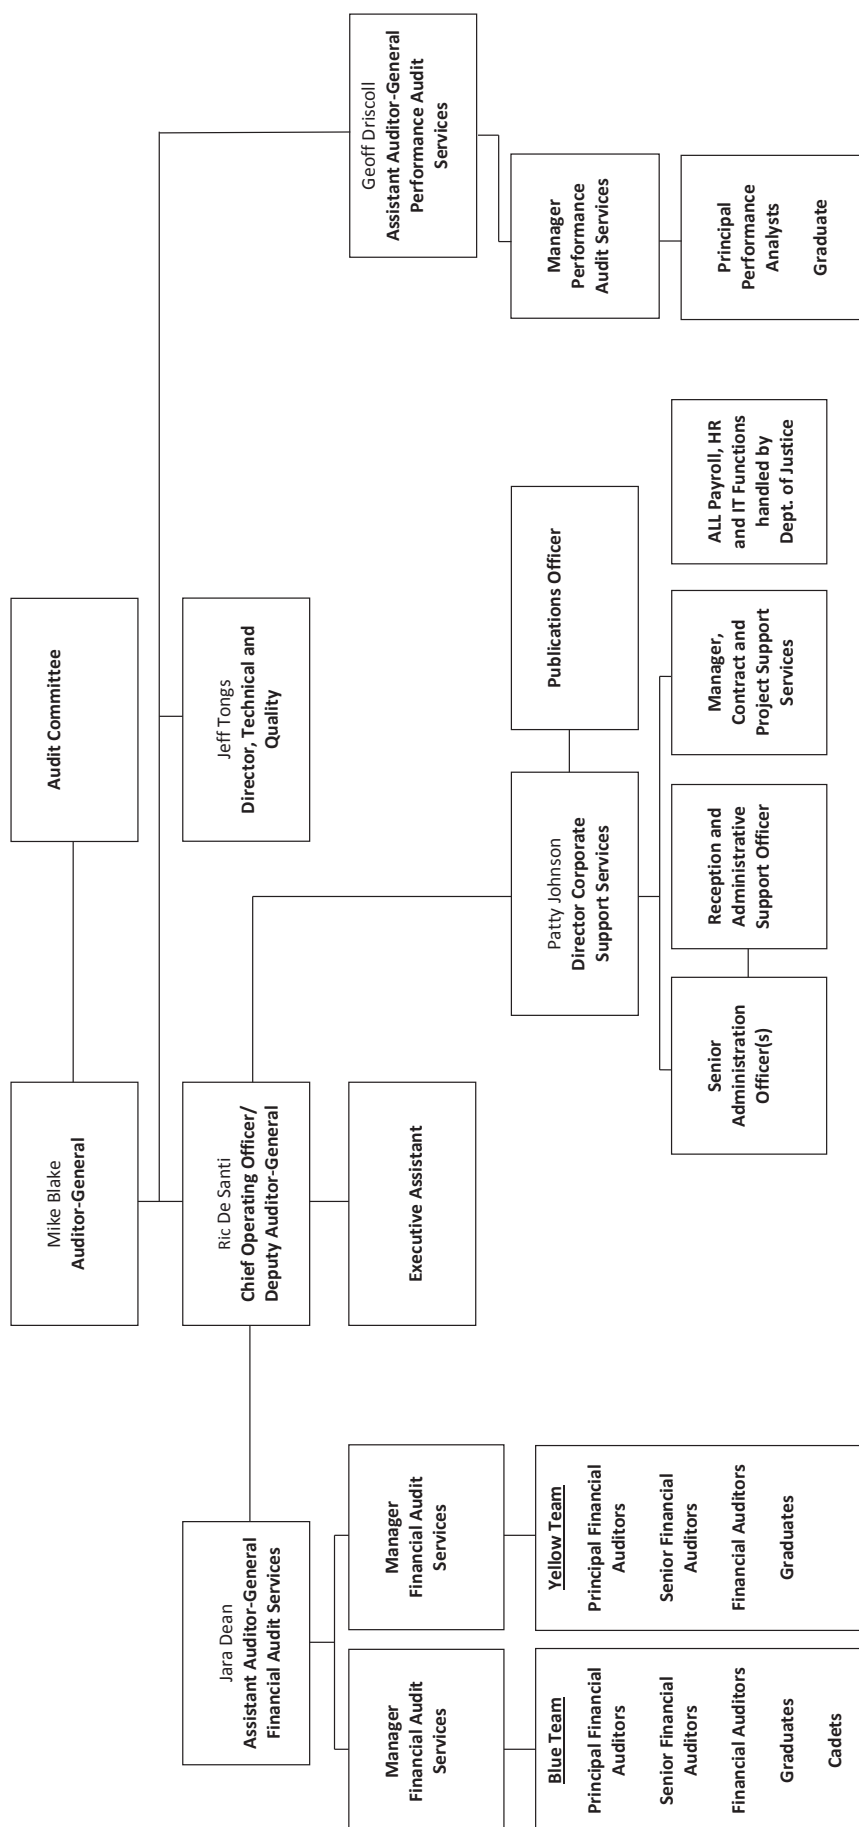 Mike Blake
Auditor-General
Audit Committee
Ric De Santi
Chief Operating Officer/
Deputy Auditor-General
Jeff Tongs
Director, Technical and
Quality
Jara Dean
Assistant Auditor-General
Financial Audit Services
Executive Assistant
Geoff Driscoll
Assistant Auditor-General
Performance Audit
Services
Manager
Financial Audit
Services
Manager
Financial Audit
Services
Patty Johnson
Director Corporate
Support Services
Publications Officer
Manager
Performance
Audit Services
Blue Team
Principal Financial
Auditors
Senior Financial
Auditors
Financial Auditors
Graduates
Cadets
Yellow Team
Principal Financial
Auditors
Senior Financial
Auditors
Financial Auditors
Graduates
Senior
Administration
Officer(s)
Reception and
Administrative
Support Officer
Manager,
Contract and
Project Support
Services
ALL Payroll, HR
and IT Functions
handled by
Dept. of Justice
Principal
Performance
Analysts
Graduate